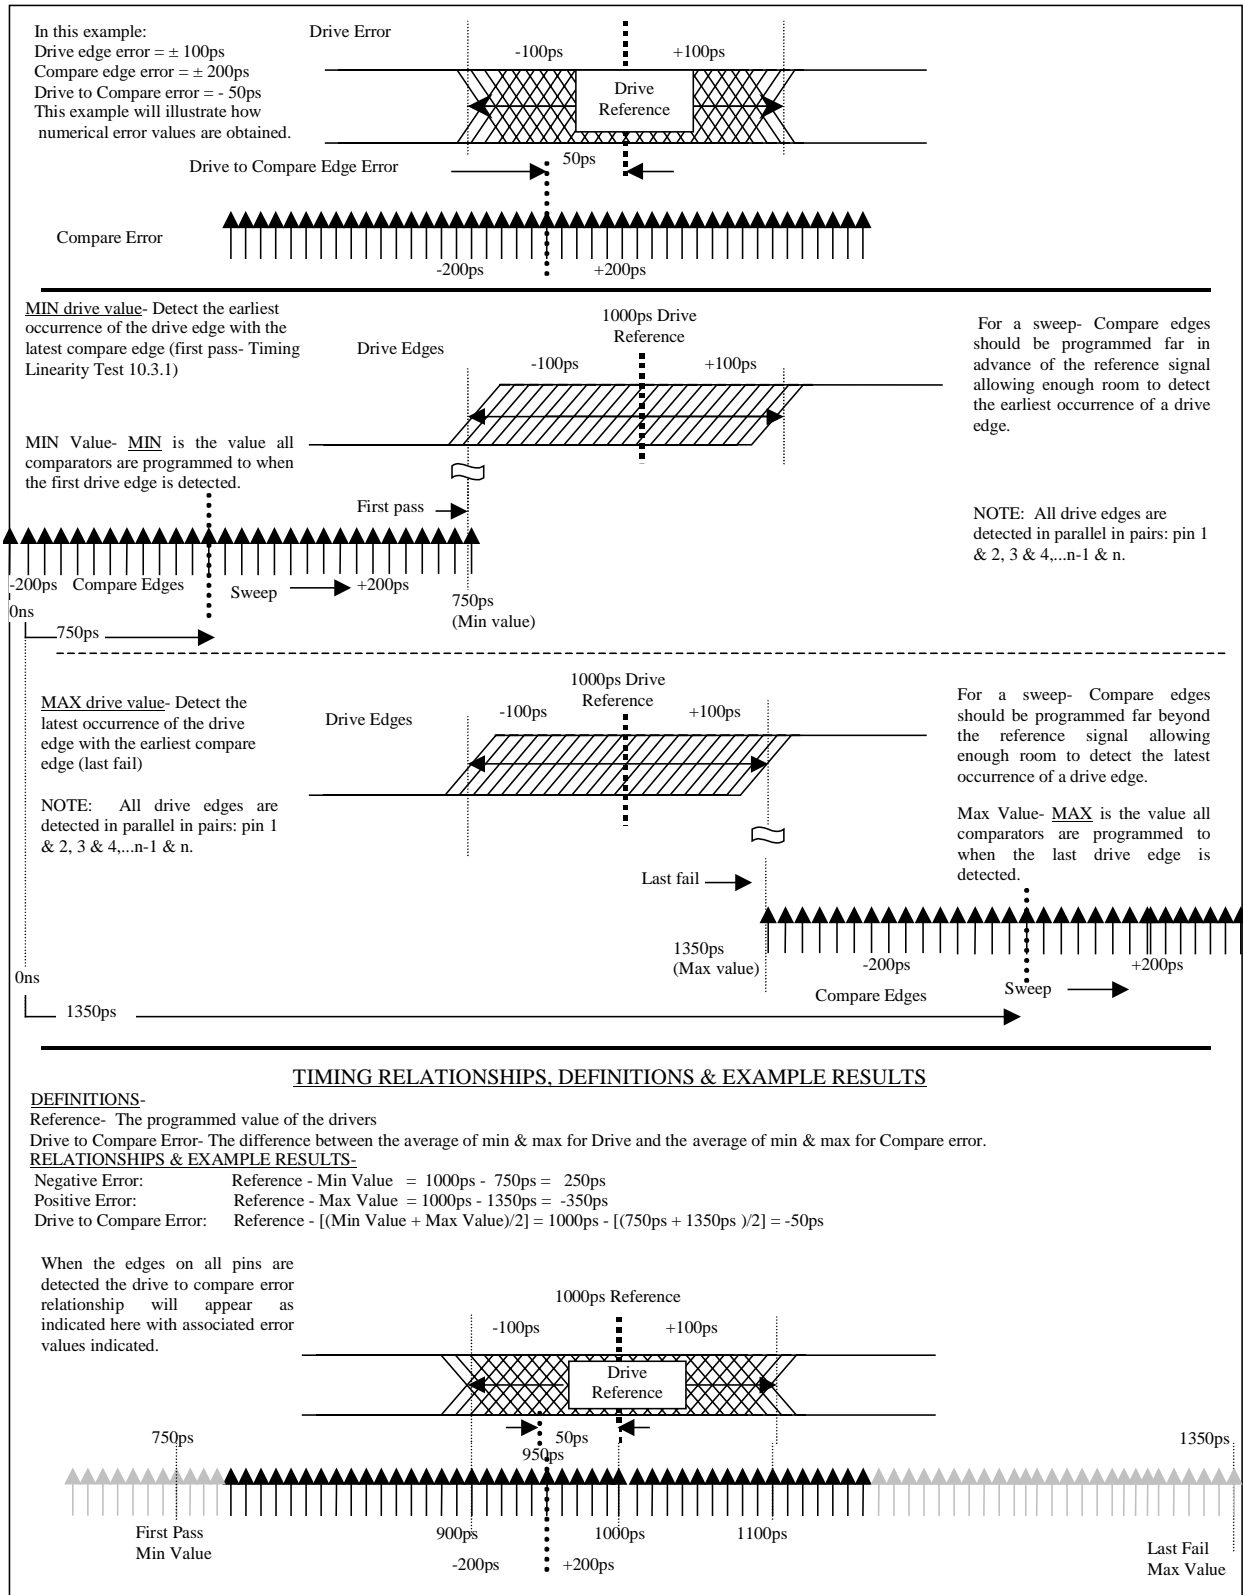 In this example:
Drive edge error = ± 100ps
Compare edge error = ± 200ps
Drive to Compare error = - 50ps
This example will illustrate how
numerical error values are obtained.
Drive Error
-100ps
+100ps
Drive
Reference
Drive to Compare Edge Error
50ps
Compare Error
-200ps
+200ps
MIN drive value- Detect the earliest
occurrence of the drive edge with the
latest compare edge (first pass- Timing
Linearity Test 10.3.1)
MIN Value- MIN is the value all
comparators are programmed to when
the first drive edge is detected.
Drive Edges
1000ps Drive
Reference
-100ps
+100ps
For a sweep- Compare edges
should be programmed far in
advance of the reference signal
allowing enough room to detect
the earliest occurrence of a drive
edge.
NOTE: All drive edges are
detected in parallel in pairs: pin 1
& 2, 3 & 4,...n-1 & n.
First pass
-200ps
Compare Edges
Sweep
+200ps
750ps
(Min value)
0ns
750ps
MAX drive value- Detect the
latest occurrence of the drive
edge with the earliest compare
edge (last fail)
NOTE: All drive edges are
detected in parallel in pairs: pin 1
& 2, 3 & 4,...n-1 & n.
Drive Edges
1000ps Drive
Reference
-100ps
+100ps
For a sweep- Compare edges
should be programmed far beyond
the reference signal allowing
enough room to detect the latest
occurrence of a drive edge.
Max Value- MAX is the value all
comparators are programmed to
when the last drive edge is
detected.
Last fail
1350ps
(Max value)
-200ps
+200ps
Compare Edges
Sweep
0ns
1350ps
TIMING RELATIONSHIPS, DEFINITIONS & EXAMPLE RESULTS
DEFINITIONS-
Reference- The programmed value of the drivers
Drive to Compare Error- The difference between the average of min & max for Drive and the average of min & max for Compare error.
RELATIONSHIPS & EXAMPLE RESULTS-
Negative Error: Reference - Min Value = 1000ps - 750ps = 250ps
Positive Error: Reference - Max Value = 1000ps - 1350ps = -350ps
Drive to Compare Error: Reference - [(Min Value + Max Value)/2] = 1000ps - [(750ps + 1350ps )/2] = -50ps
When the edges on all pins are
detected the drive to compare error
relationship will appear as
indicated here with associated error
values indicated.
1000ps Reference
-100ps
+100ps
Drive
Reference
750ps
50ps
950ps
1350ps
First Pass
Min Value
900ps
1000ps
1100ps
-200ps
+200ps
Last Fail
Max Value